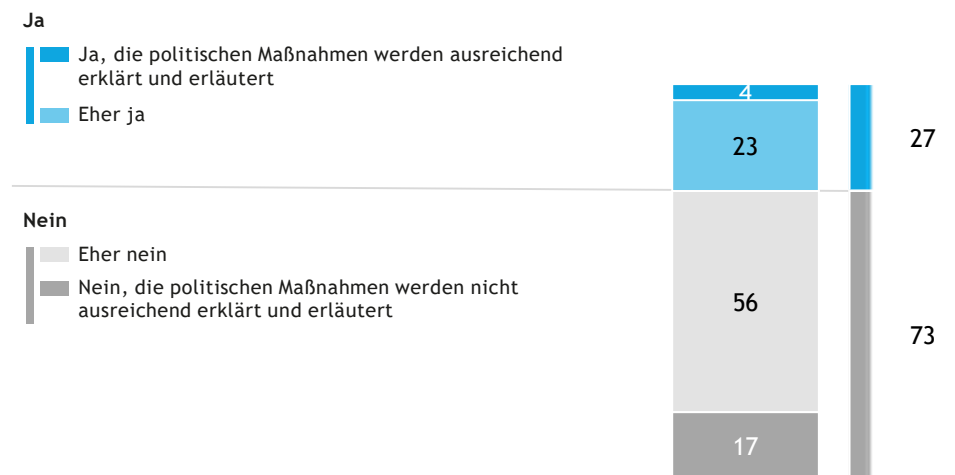 Ja
Ja, die politischen Maßnahmen werden ausreichend
erklärt und erläutert
Eher ja
4
23
27
Nein
Eher nein
Nein, die politischen Maßnahmen werden nicht
ausreichend erklärt und erläutert
56
73
17